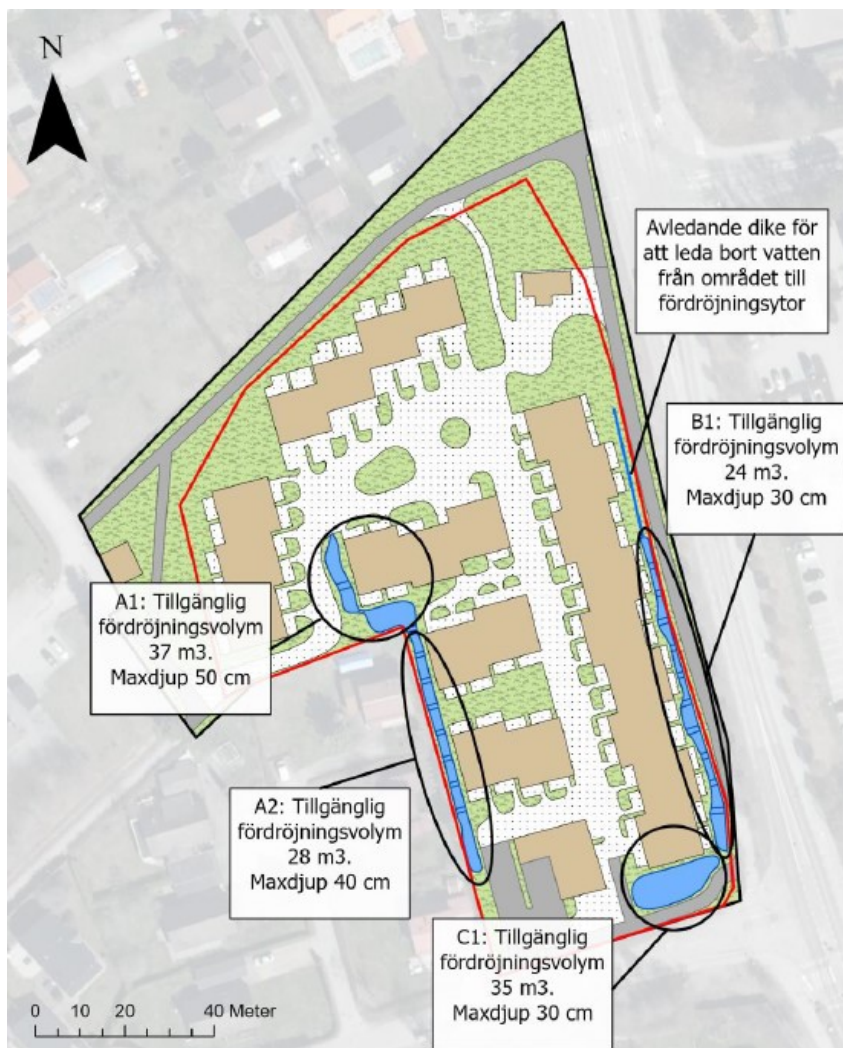 N
Avledande dike för
att leda bort vatten
från området till
fördröjningsytor
B1: Tillgänglig
fördröjningsvolym
24 m3.
Maxdjup 30 cm
A1: Tillgänglig
fördröjningsvolym
37 m3.
Maxdjup 50 cm
A2: Tillgänglig
fördröjningsvolym
28 m3.
Maxdjup 40 cm
C1: Tillgänglig
fördröjningsvolym
35 m3.
Maxdjup 30 cm
0 10 20 40 Meter